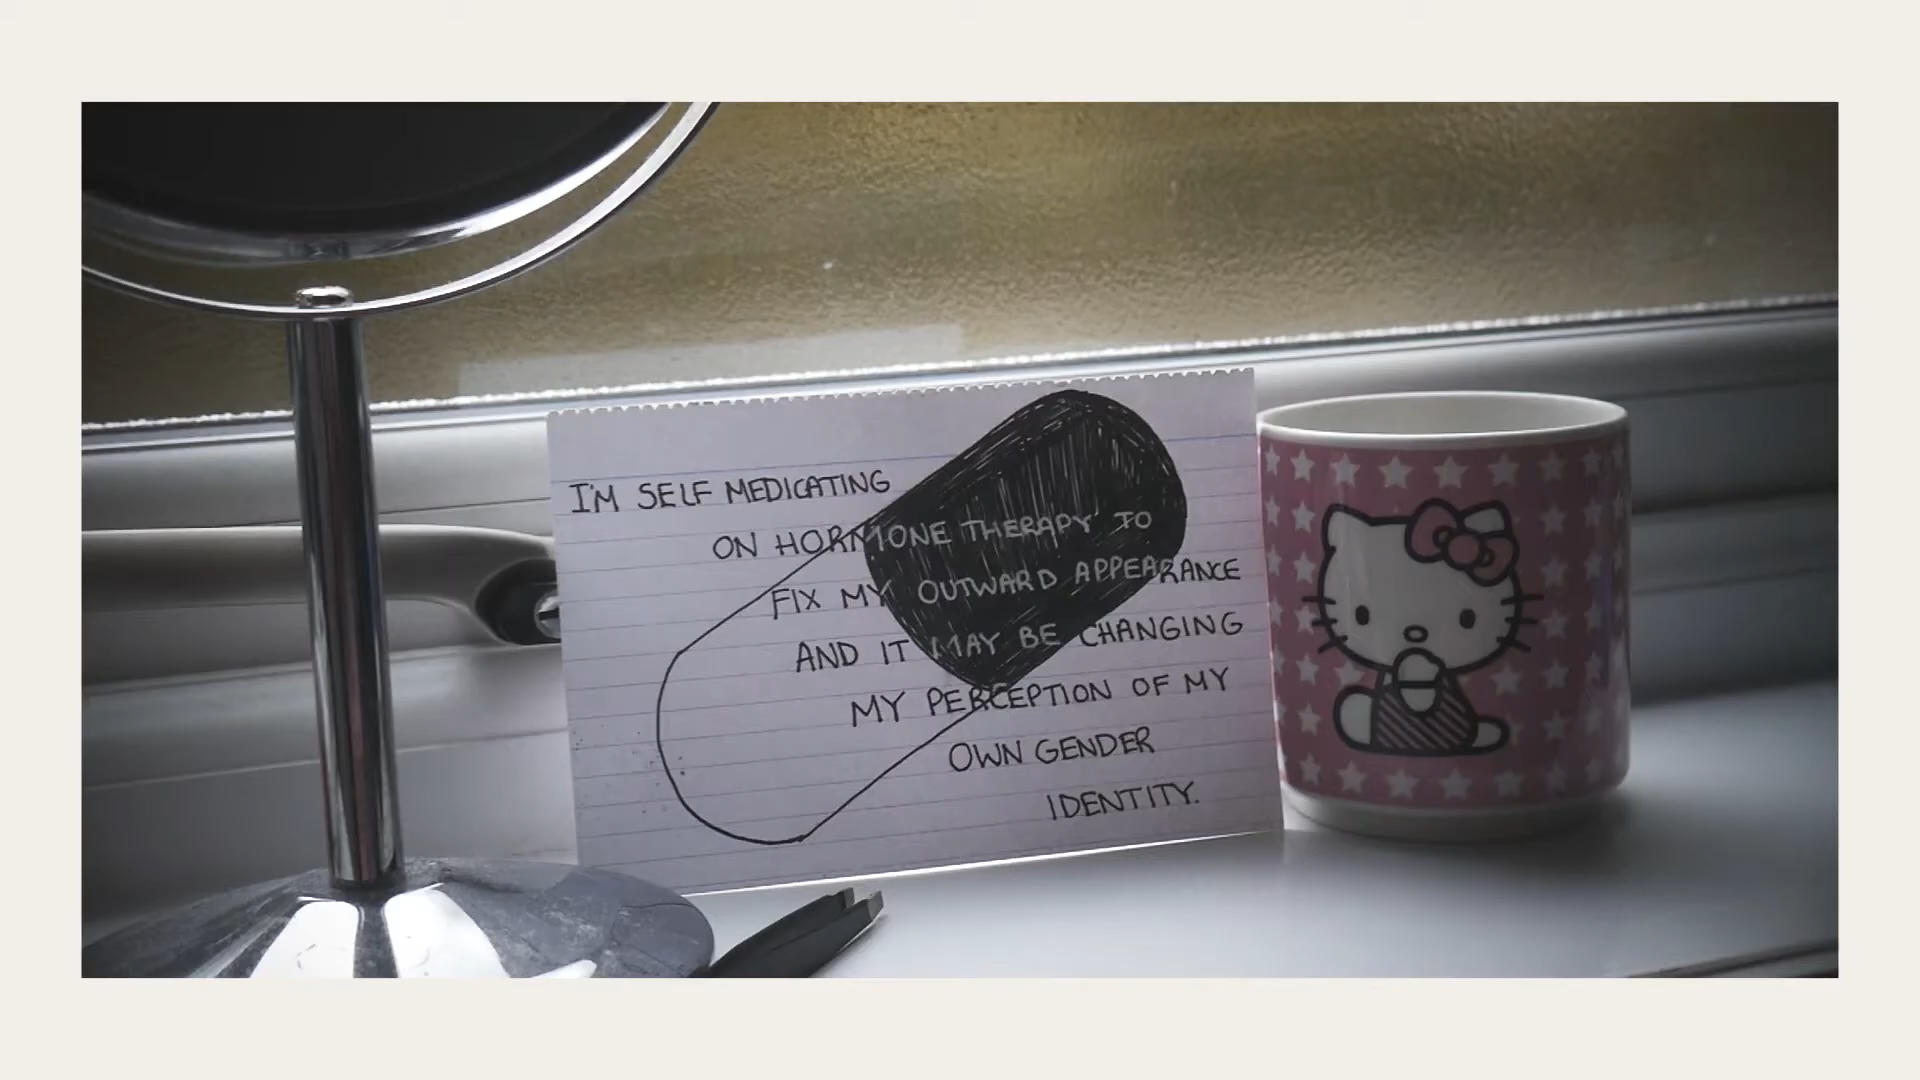 I'M SELF MEDICATING
ON HORMONE THERAPY TO
FIX MY OUTWARD APPEARANCE
AND IT MAY BE CHANGING
MY PERCEPTION OF MY
OWN GENDER
IDENTITY.